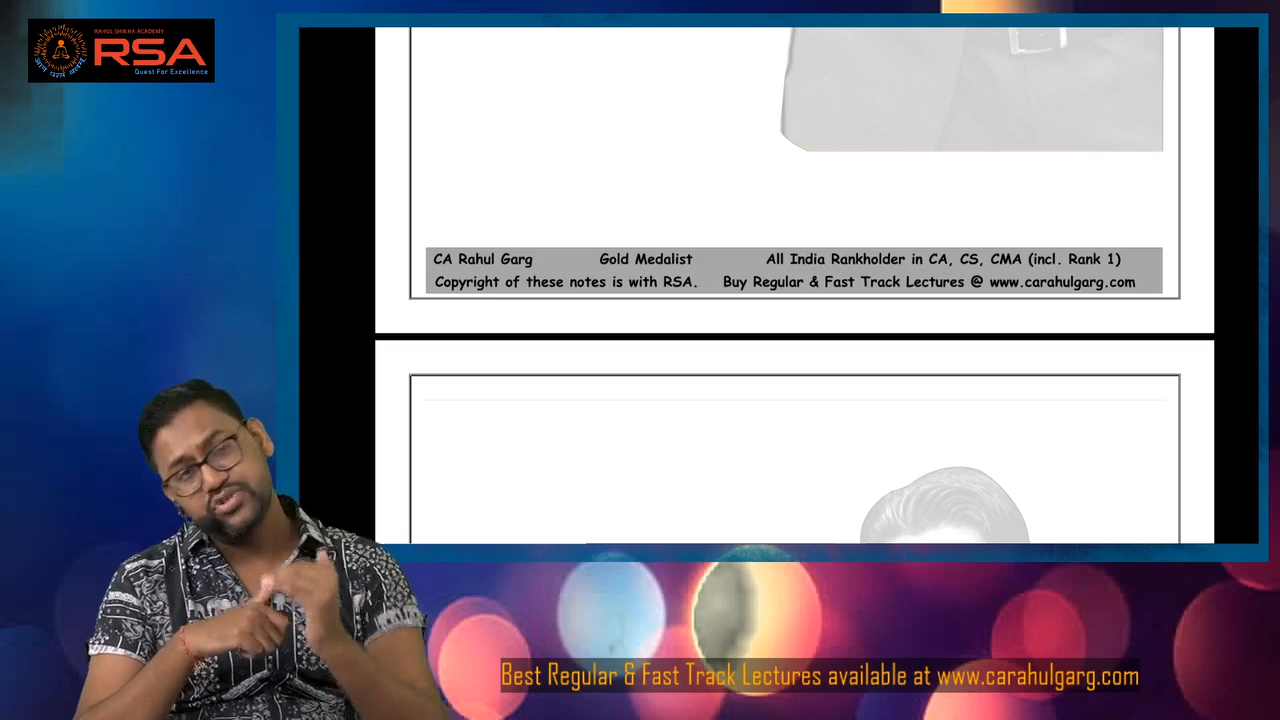 RAHUL SHIKHA ACADEMY
RSA
Quest For Excellence
CA Rahul Garg Gold Medalist All India Rankholder in CA, CS, CMA (incl. Rank 1)
Copyright of these notes is with RSA. Buy Regular & Fast Track Lectures @ www.carahulgarg.com
Best Regular & Fast Track Lectures available at www.carahulgarg.com